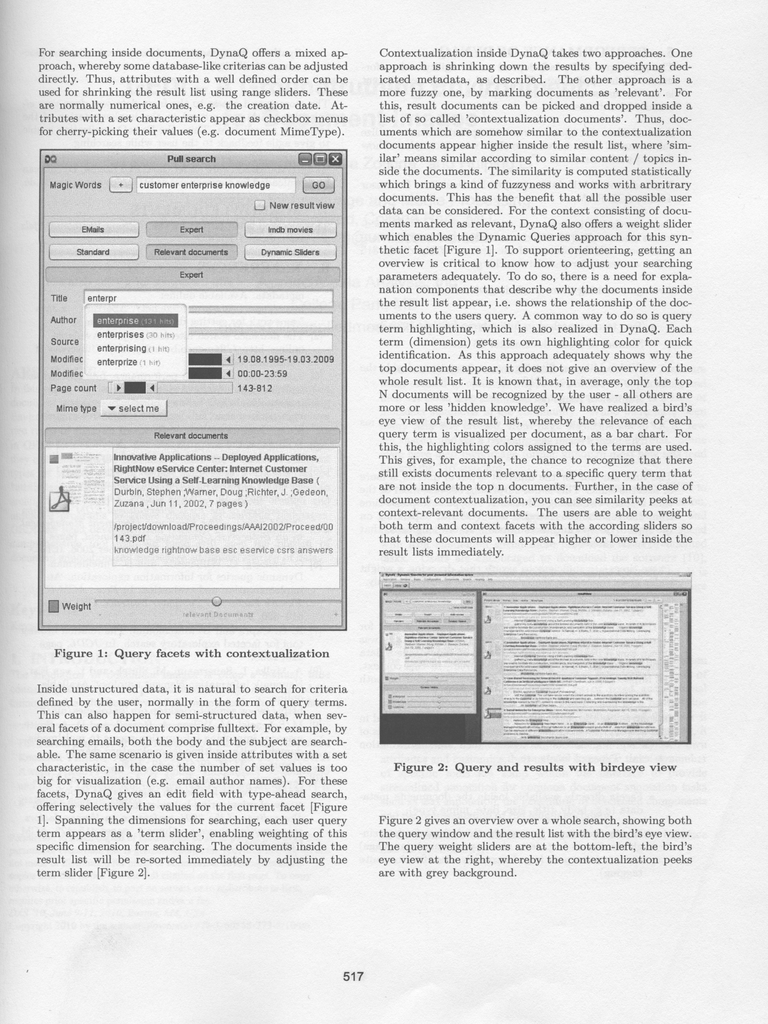 For searching inside documents, DynaQ offers a mixed ap-
proach, whereby some database-like criterias can be adjusted
directly. Thus, attributes with a well defined order can be
used for shrinking the result list using range sliders. These
are normally numerical ones, e.g. the creation date. At-
tributes with a set characteristic appear as checkbox menus
for cherry-picking their values (e.g. document MimeType).
DQ Pull search
Magic Words + customer enterprise knowledge GO
New result view
EMails Expert Imdb movies
Standard Relevant documents Dynamic Sliders
Expert
Title enterpr
Author enterprise (131 hits)
enterprises (30 hits)
Source enterprising (1 hit)
Modified enterprize (1 hit) 19.08.1995-19.03.2009
Modified 00:00-23:59
Page count 143-812
Mime type select me
Relevant documents
Innovative Applications -- Deployed Applications,
RightNow eService Center: Internet Customer
Service Using a Self-Learning Knowledge Base (
Durbin, Stephen ;Warner, Doug ;Richter, J. ;Gedeon,
Zuzana , Jun 11, 2002, 7 pages )
/project/download/Proceedings/AAAI2002/Proceed/00
143.pdf
knowledge rightnow base esc eservice csrs answers
Weight
relevant Documents
Figure 1: Query facets with contextualization
Inside unstructured data, it is natural to search for criteria
defined by the user, normally in the form of query terms.
This can also happen for semi-structured data, when sev-
eral facets of a document comprise fulltext. For example, by
searching emails, both the body and the subject are search-
able. The same scenario is given inside attributes with a set
characteristic, in the case the number of set values is too
big for visualization (e.g. email author names). For these
facets, DynaQ gives an edit field with type-ahead search,
offering selectively the values for the current facet [Figure
1]. Spanning the dimensions for searching, each user query
term appears as a 'term slider', enabling weighting of this
specific dimension for searching. The documents inside the
result list will be re-sorted immediately by adjusting the
term slider [Figure 2].
Contextualization inside DynaQ takes two approaches. One
approach is shrinking down the results by specifying ded-
icated metadata, as described. The other approach is a
more fuzzy one, by marking documents as 'relevant'. For
this, result documents can be picked and dropped inside a
list of so called 'contextualization documents'. Thus, doc-
uments which are somehow similar to the contextualization
documents appear higher inside the result list, where 'sim-
ilar' means similar according to similar content / topics in-
side the documents. The similarity is computed statistically
which brings a kind of fuzzyness and works with arbritrary
documents. This has the benefit that all the possible user
data can be considered. For the context consisting of docu-
ments marked as relevant, DynaQ also offers a weight slider
which enables the Dynamic Queries approach for this syn-
thetic facet [Figure 1]. To support orienteering, getting an
overview is critical to know how to adjust your searching
parameters adequately. To do so, there is a need for expla-
nation components that describe why the documents inside
the result list appear, i.e. shows the relationship of the doc-
uments to the users query. A common way to do so is query
term highlighting, which is also realized in DynaQ. Each
term (dimension) gets its own highlighting color for quick
identification. As this approach adequately shows why the
top documents appear, it does not give an overview of the
whole result list. It is known that, in average, only the top
N documents will be recognized by the user - all others are
more or less 'hidden knowledge'. We have realized a bird's
eye view of the result list, whereby the relevance of each
query term is visualized per document, as a bar chart. For
this, the highlighting colors assigned to the terms are used.
This gives, for example, the chance to recognize that there
still exists documents relevant to a specific query term that
are not inside the top n documents. Further, in the case of
document contextualization, you can see similarity peeks at
context-relevant documents. The users are able to weight
both term and context facets with the according sliders so
that these documents will appear higher or lower inside the
result lists immediately.
Figure 2: Query and results with birdeye view
Figure 2 gives an overview over a whole search, showing both
the query window and the result list with the bird's eye view.
The query weight sliders are at the bottom-left, the bird's
eye view at the right, whereby the contextualization peeks
are with grey background.
517